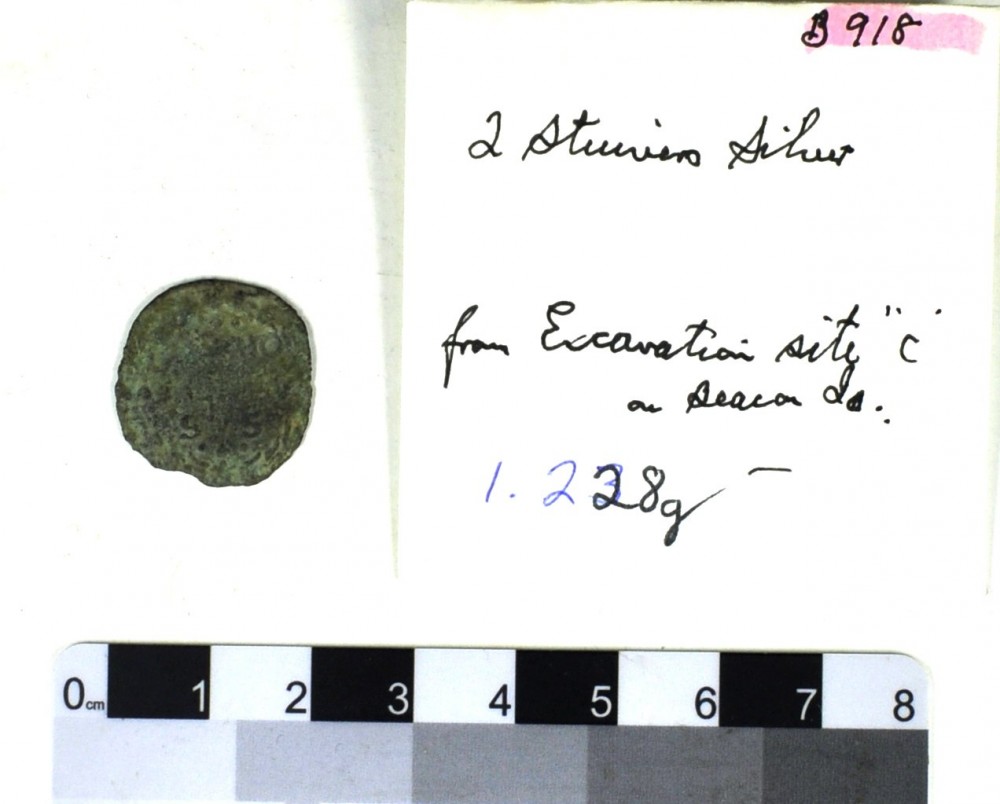 B 918
2 Stuivers Silver
from Excavation site "C"
on Beacon Is.
1.228g
0cm 1 2 3 4 5 6 7 8